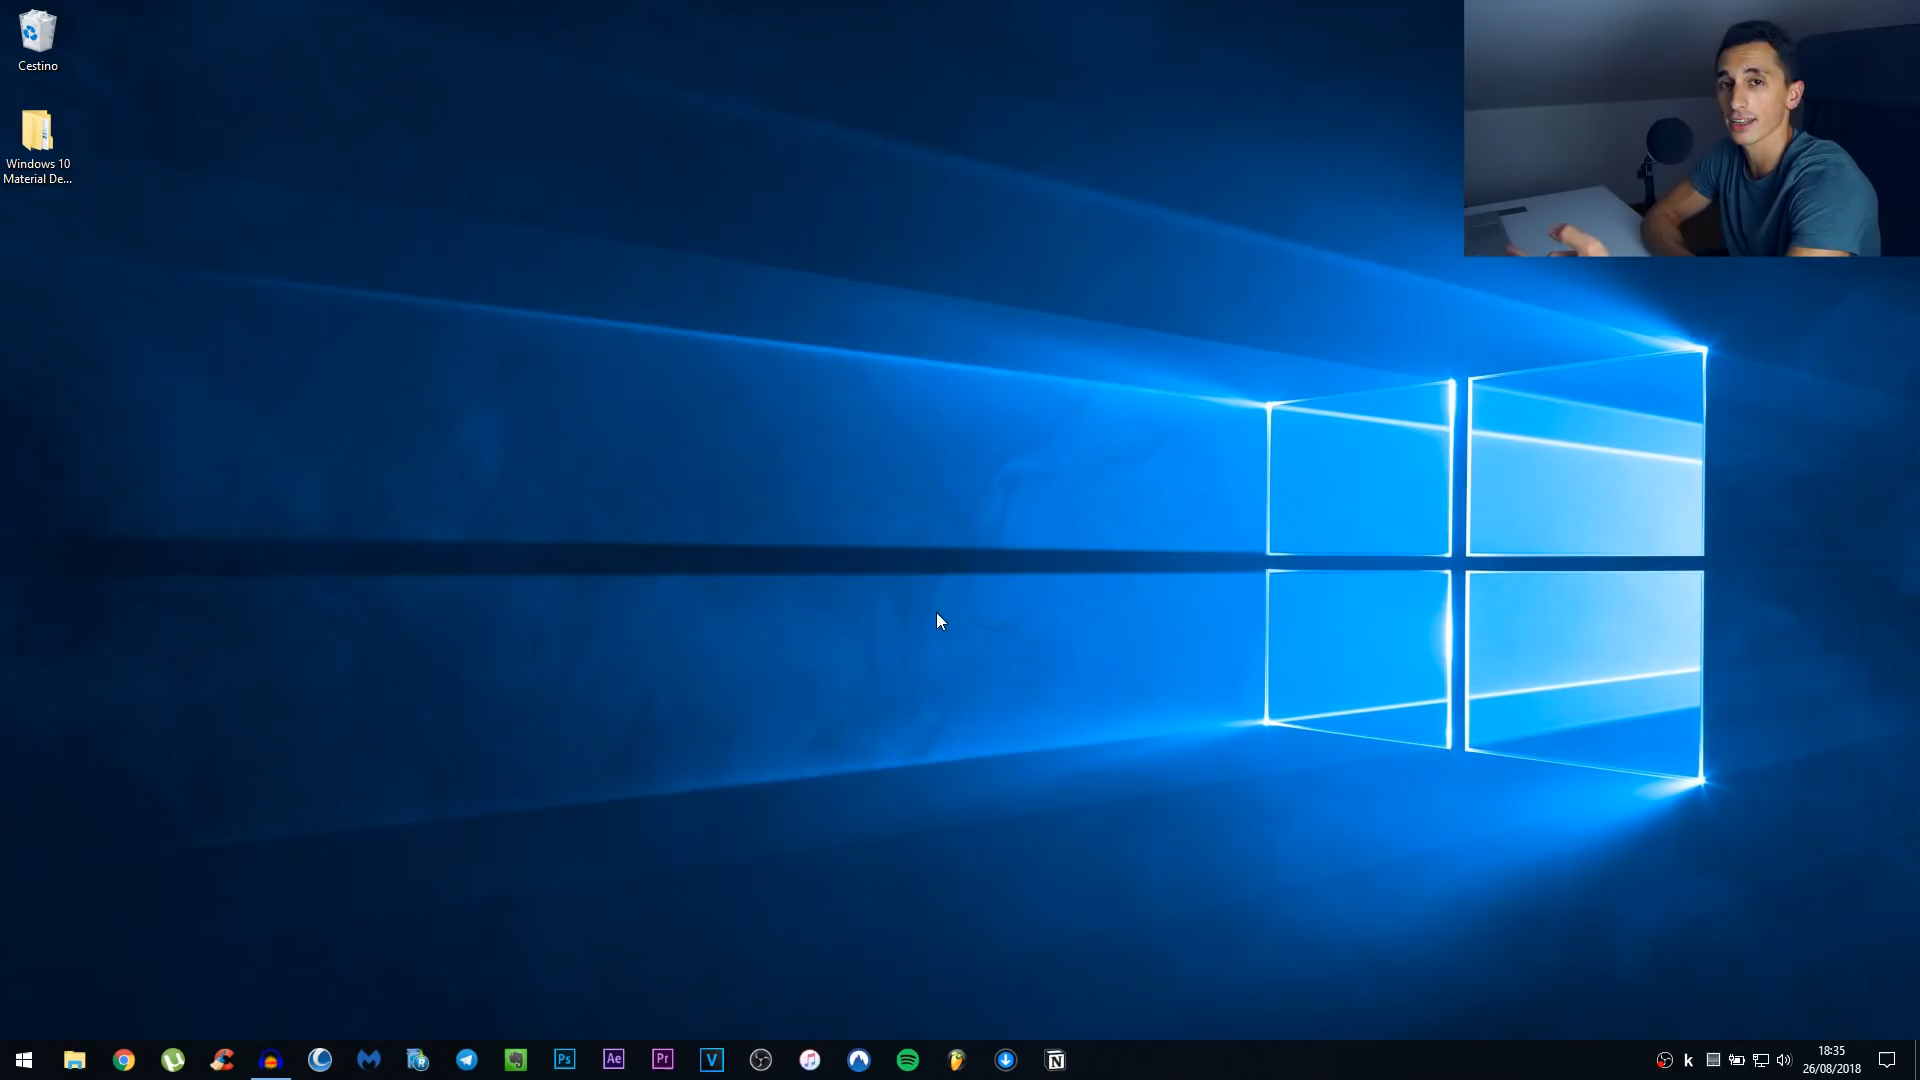 Cestino
Windows 10
Material De...
Ps
Ae
Pr
V
k
18:35
26/08/2018